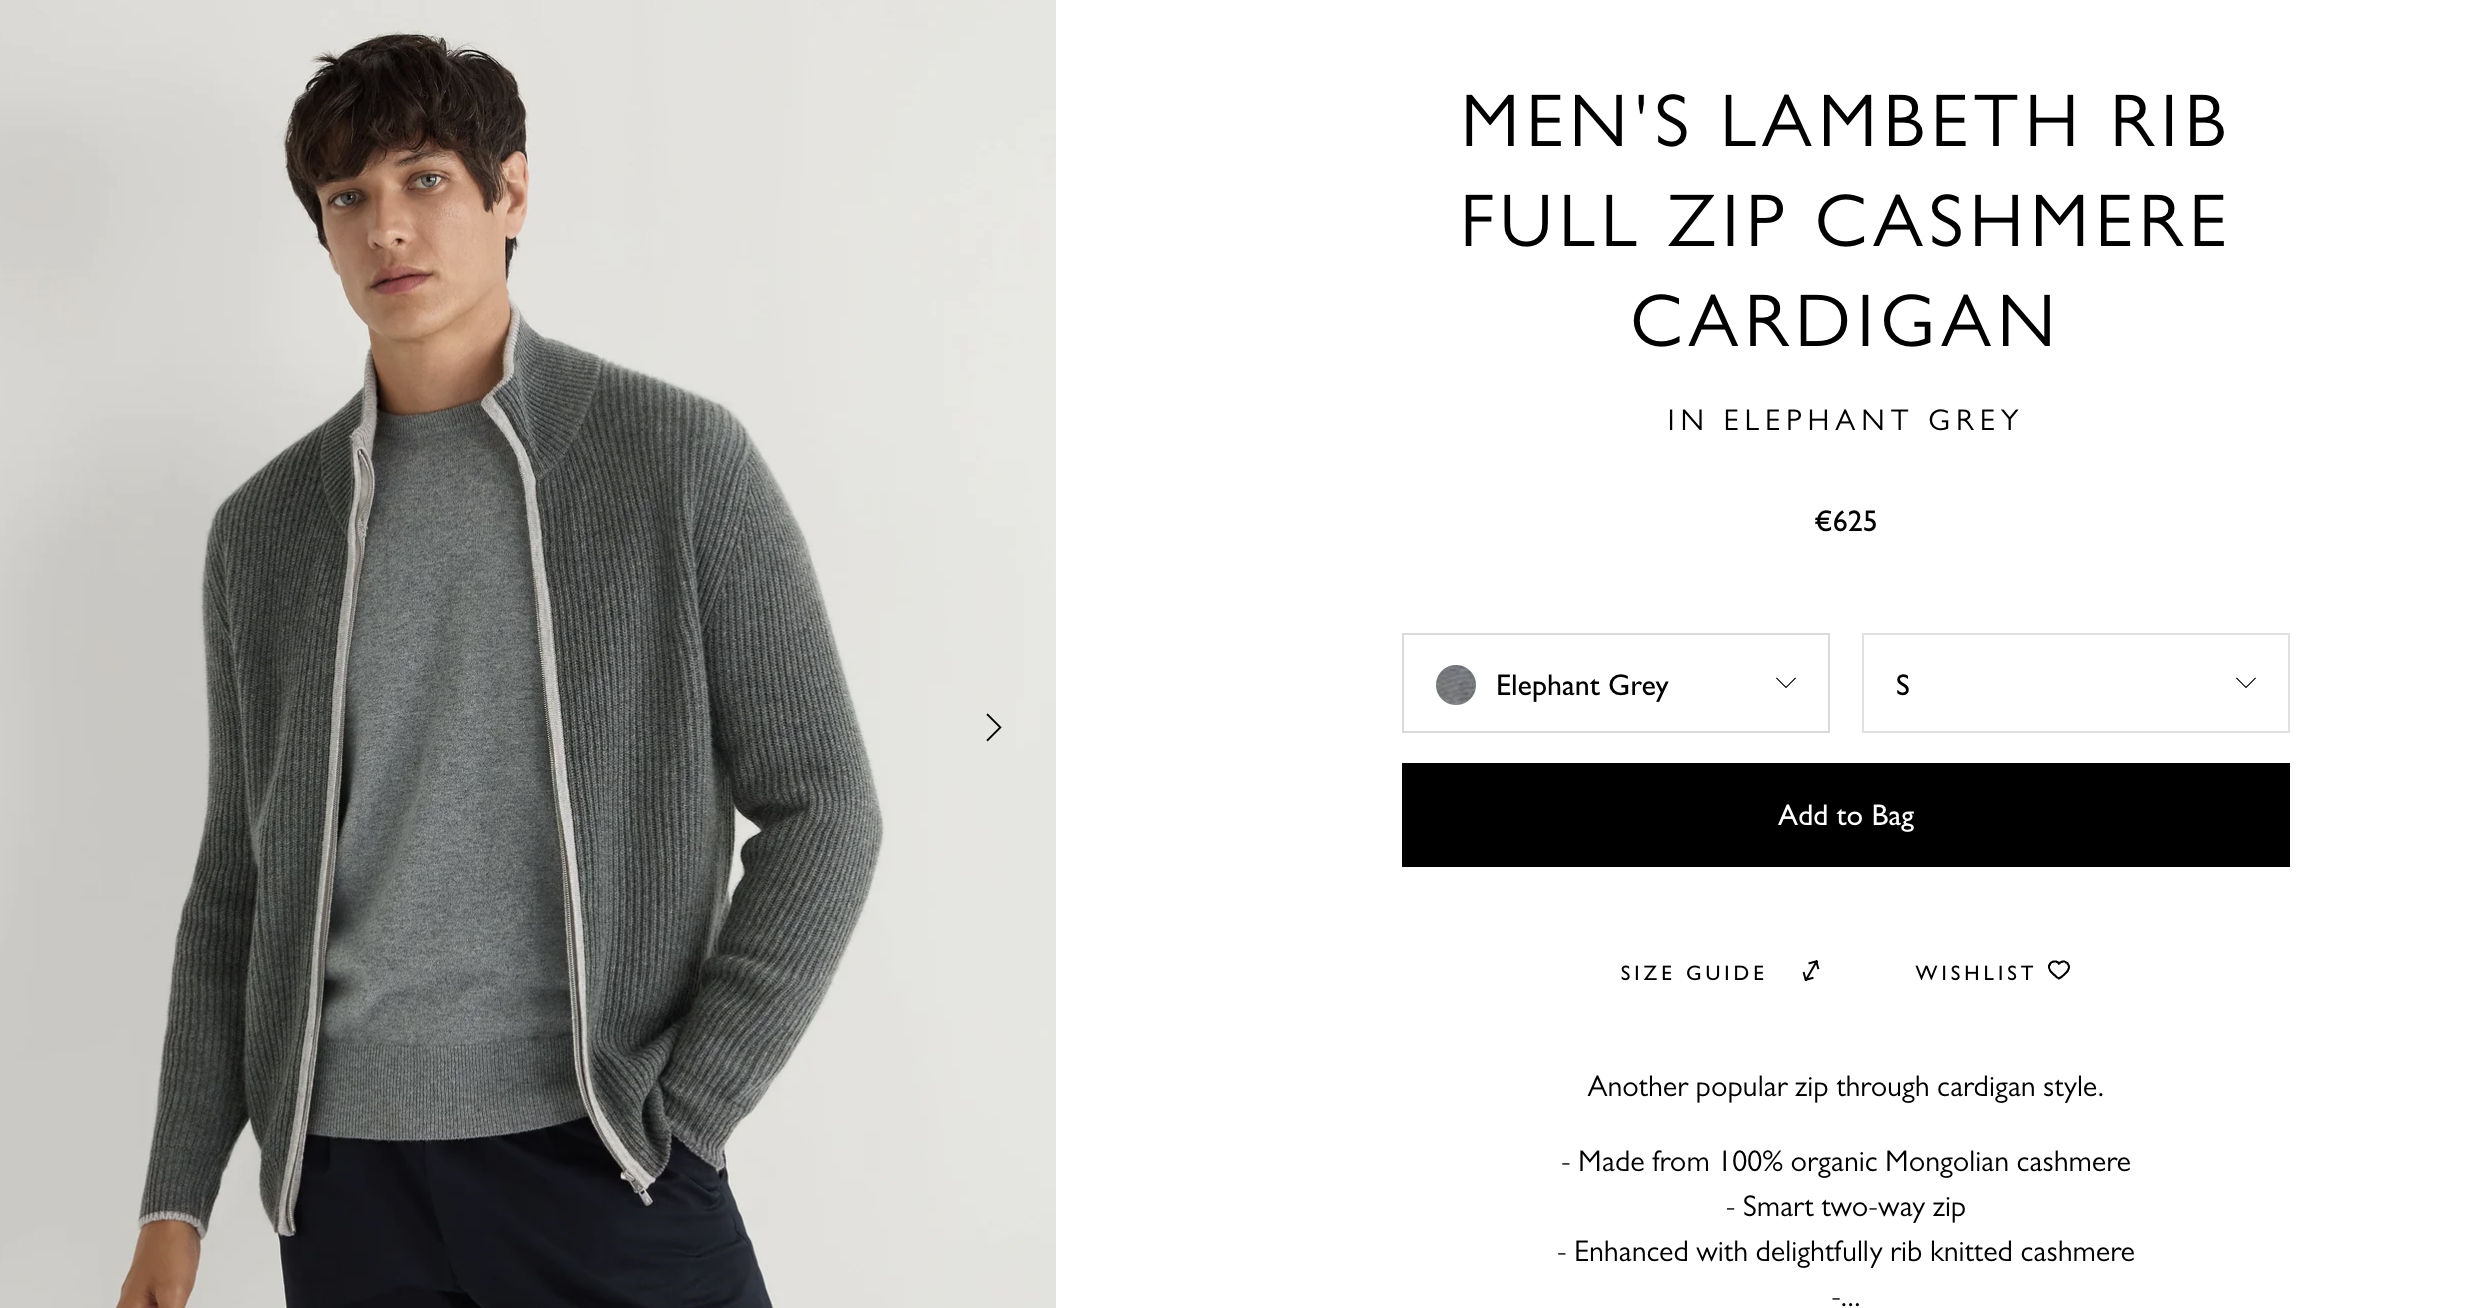 MEN'S LAMBETH RIB
FULL ZIP CASHMERE
CARDIGAN
IN ELEPHANT GREY
€625
Elephant Grey
S
Add to Bag
SIZE GUIDE
WISHLIST
Another popular zip through cardigan style.
- Made from 100% organic Mongolian cashmere
- Smart two-way zip
- Enhanced with delightfully rib knitted cashmere
-...